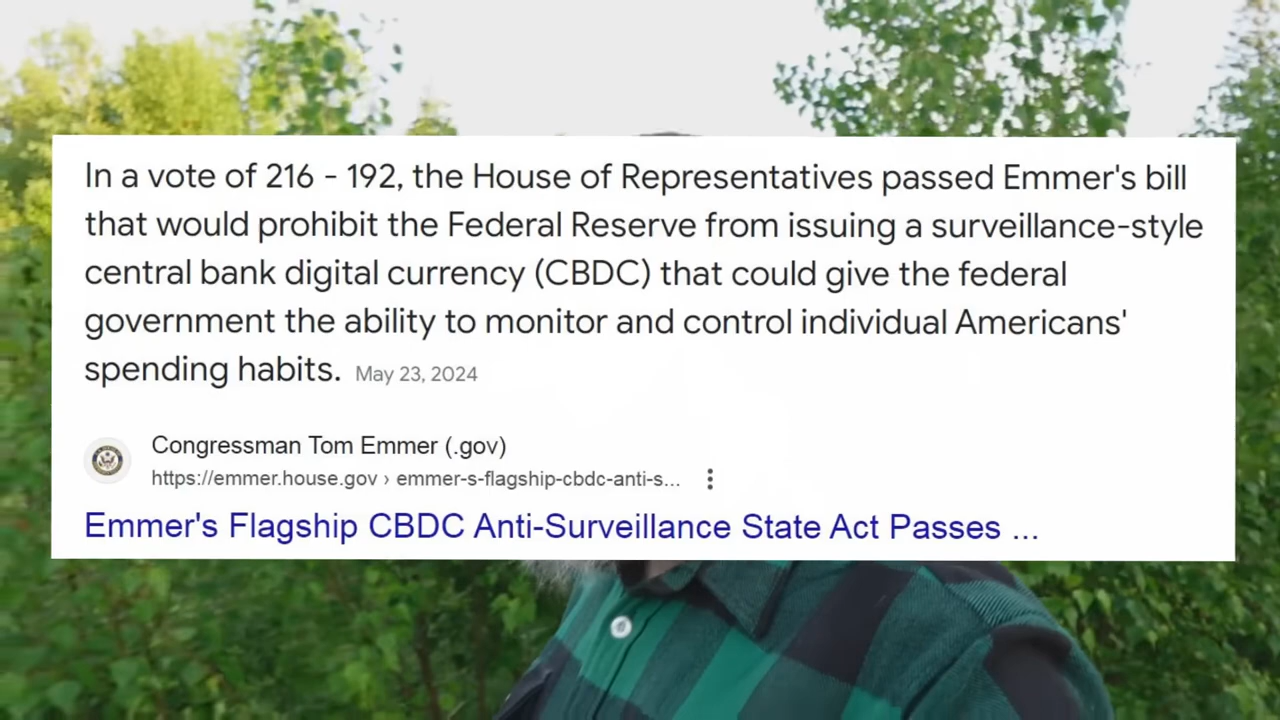 In a vote of 216 - 192, the House of Representatives passed Emmer's bill
that would prohibit the Federal Reserve from issuing a surveillance-style
central bank digital currency (CBDC) that could give the federal
government the ability to monitor and control individual Americans'
spending habits. May 23, 2024
Congressman Tom Emmer (.gov)
https://emmer.house.gov › emmer-s-flagship-cbdc-anti-s...
Emmer's Flagship CBDC Anti-Surveillance State Act Passes ...